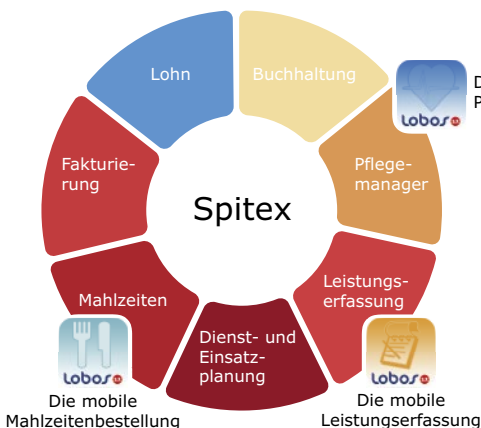 Lohn
Buchhaltung
D
P
Lobos
Fakturie-
rung
Pflege-
manager
Spitex
Leistungs-
erfassung
Mahlzeiten
Dienst- und
Einsatz-
planung
Lobos
Lobos
Die mobile
Mahlzeitenbestellung
Die mobile
Leistungserfassung